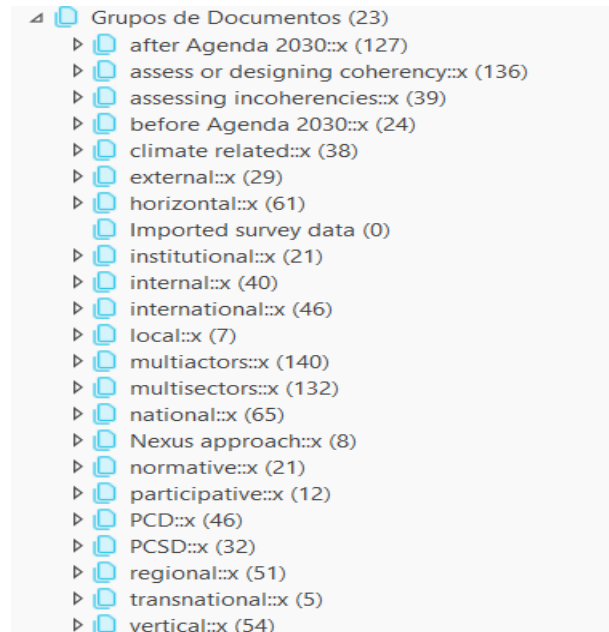 Grupos de Documentos (23)
after Agenda 2030::x (127)
assess or designing coherency::x (136)
assessing incoherencies::x (39)
before Agenda 2030::x (24)
climate related::x (38)
external::x (29)
horizontal::x (61)
Imported survey data (0)
institutional::x (21)
internal::x (40)
international::x (46)
local::x (7)
multiactors::x (140)
multisectors::x (132)
national::x (65)
Nexus approach::x (8)
normative::x (21)
participative::x (12)
PCD::x (46)
PCSD::x (32)
regional::x (51)
transnational::x (5)
vertical::x (54)